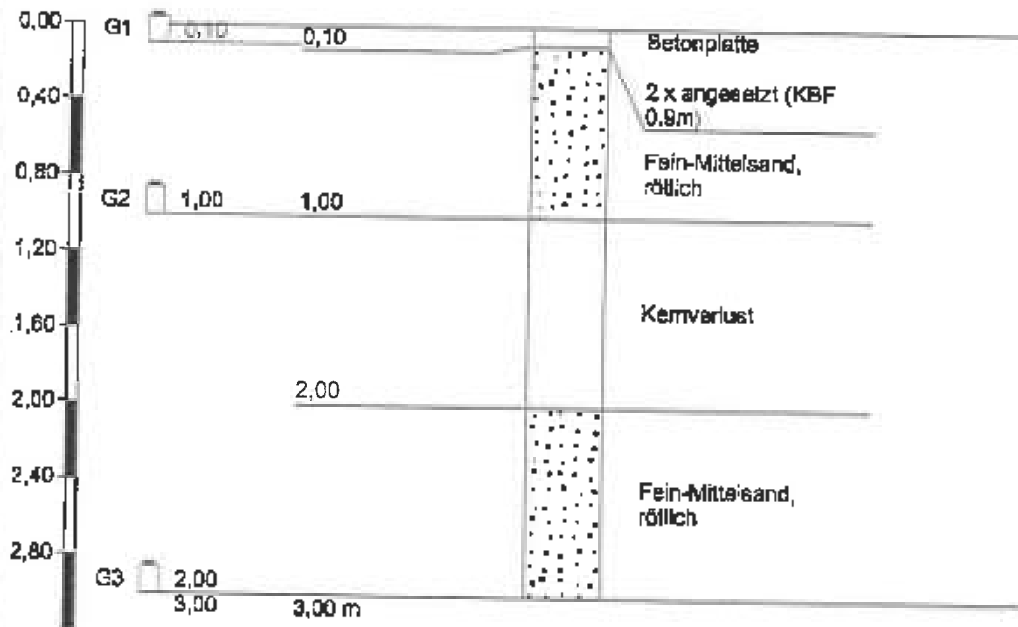 0,00
G1
0,10
0,10
Betonplatte
0,40
2 x angesetzt (KBF
0,9m)
0,80
Fein-Mittelsand,
rötlich
G2
1,00
1,00
1,20
1,60
Kernverlust
2,00
2,00
2,40
Fein-Mittelsand,
rötlich
2,80
G3
2,00
3,00
3,00 m